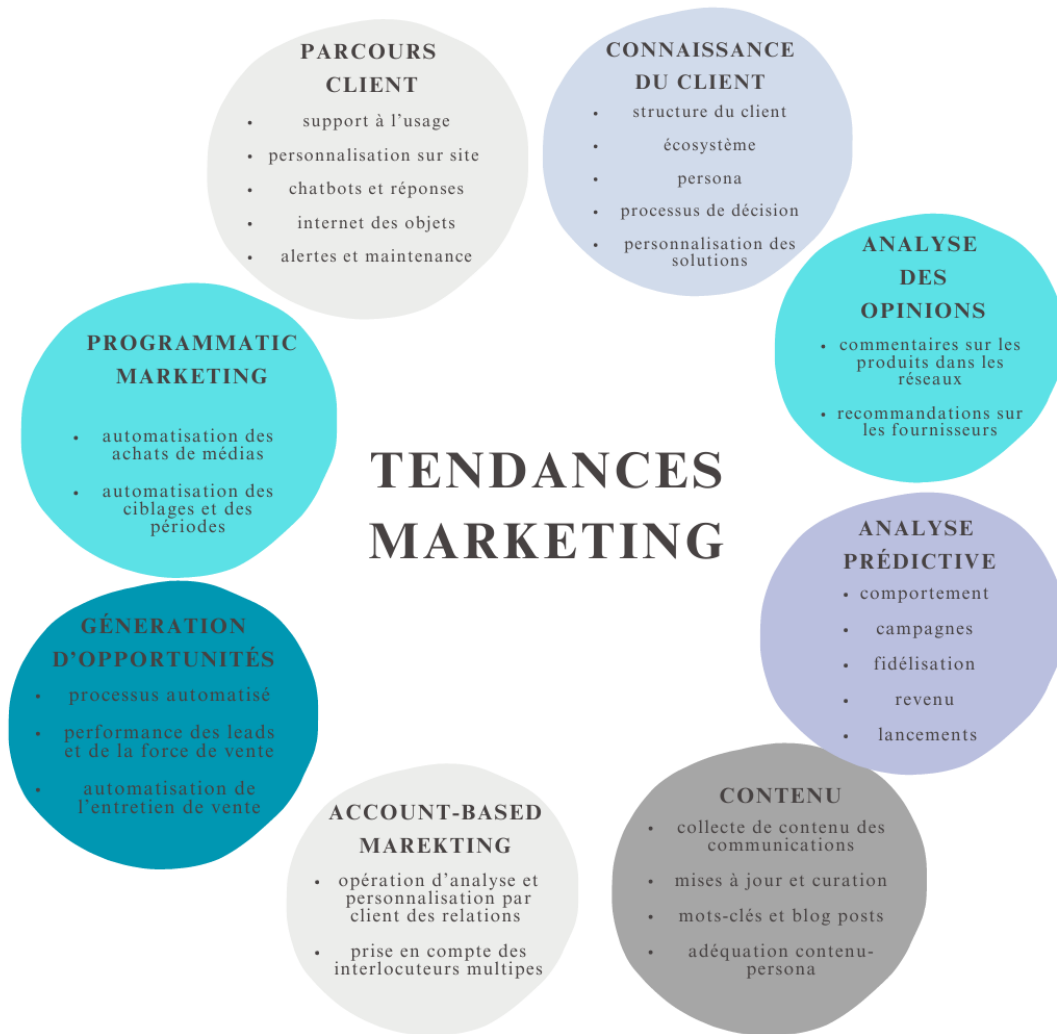 PARCOURS
CLIENT
• support à l'usage
• personnalisation sur site
• chatbots et réponses
• internet des objets
• alertes et maintenance
CONNAISSANCE
DU CLIENT
• structure du client
• écosystème
• persona
• processus de décision
• personnalisation des
solutions
ANALYSE
DES
OPINIONS
• commentaires sur les
produits dans les
réseaux
• recommandations sur
les fournisseurs
PROGRAMMATIC
MARKETING
• automatisation des
achats de médias
• automatisation des
ciblages et des
périodes
TENDANCES
MARKETING
ANALYSE
PRÉDICTIVE
• comportement
• campagnes
• fidélisation
• revenu
• lancements
GÉNERATION
D'OPPORTUNITÉS
• processus automatisé
• performance des leads
et de la force de vente
• automatisation de
l'entretien de vente
ACCOUNT-BASED
MAREKTING
• opération d'analyse et
personnalisation par
client des relations
• prise en compte des
interlocuteurs multipes
CONTENU
• collecte de contenu des
communications
• mises à jour et curation
• mots-clés et blog posts
• adéquation contenu-
persona